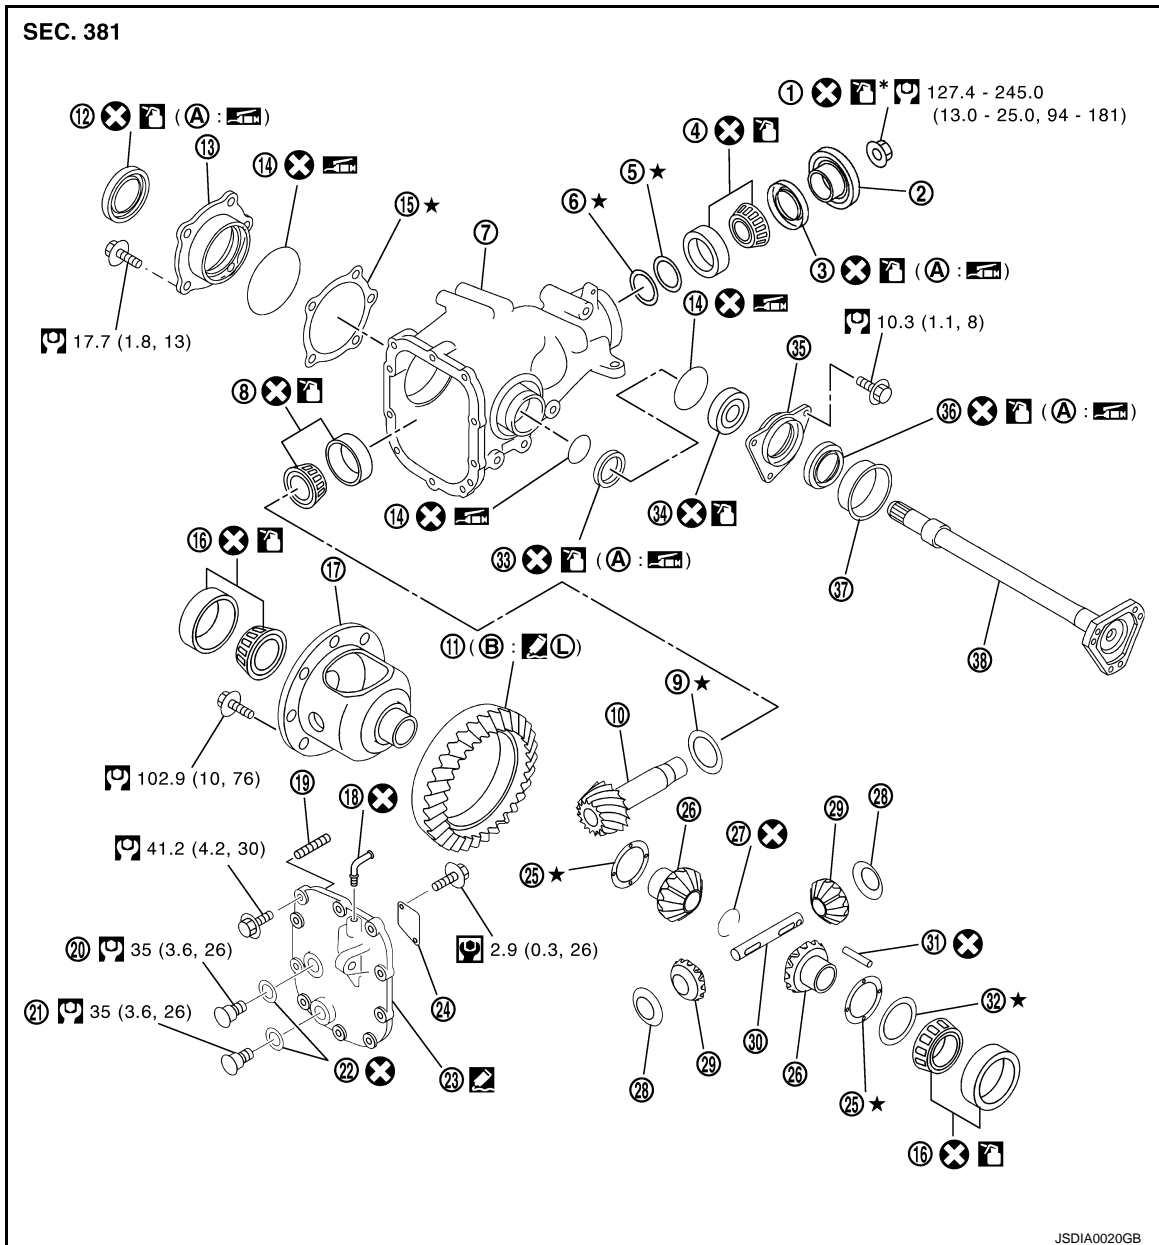 SEC. 381
1 * 127.4 - 245.0
(13.0 - 25.0, 94 - 181)
12 (A : )
4
13
14
5 ★
2
6 ★
15 ★
7
3 (A : )
14
10.3 (1.1, 8)
17.7 (1.8, 13)
35
8
36 (A : )
14
34
16
33 (A : )
17
37
11 (B : L)
38
9 ★
10
102.9 (10, 76)
19
18
26
29
28
27
41.2 (4.2, 30)
25 ★
31
20 35 (3.6, 26)
2.9 (0.3, 26)
32 ★
21 35 (3.6, 26)
24
30
29
22
23
28
26
25 ★
16
JSDIA0020GB